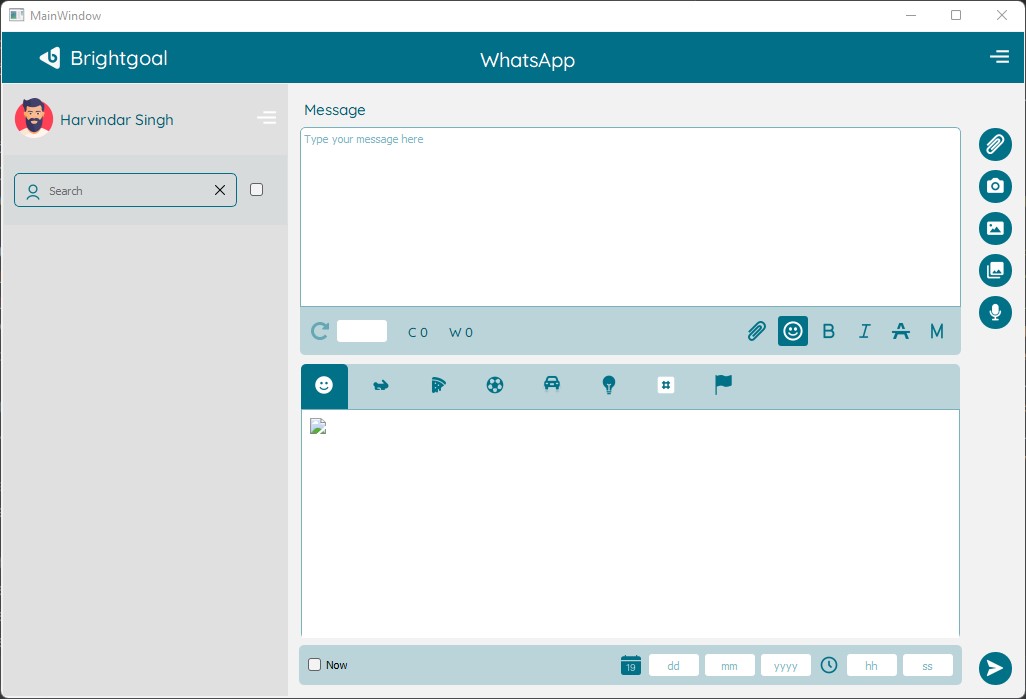 MainWindow
Brightgoal
WhatsApp
Harvindar Singh
Search
Message
Type your message here
C 0 W 0
B I A M
Now
19 dd mm yyyy hh ss